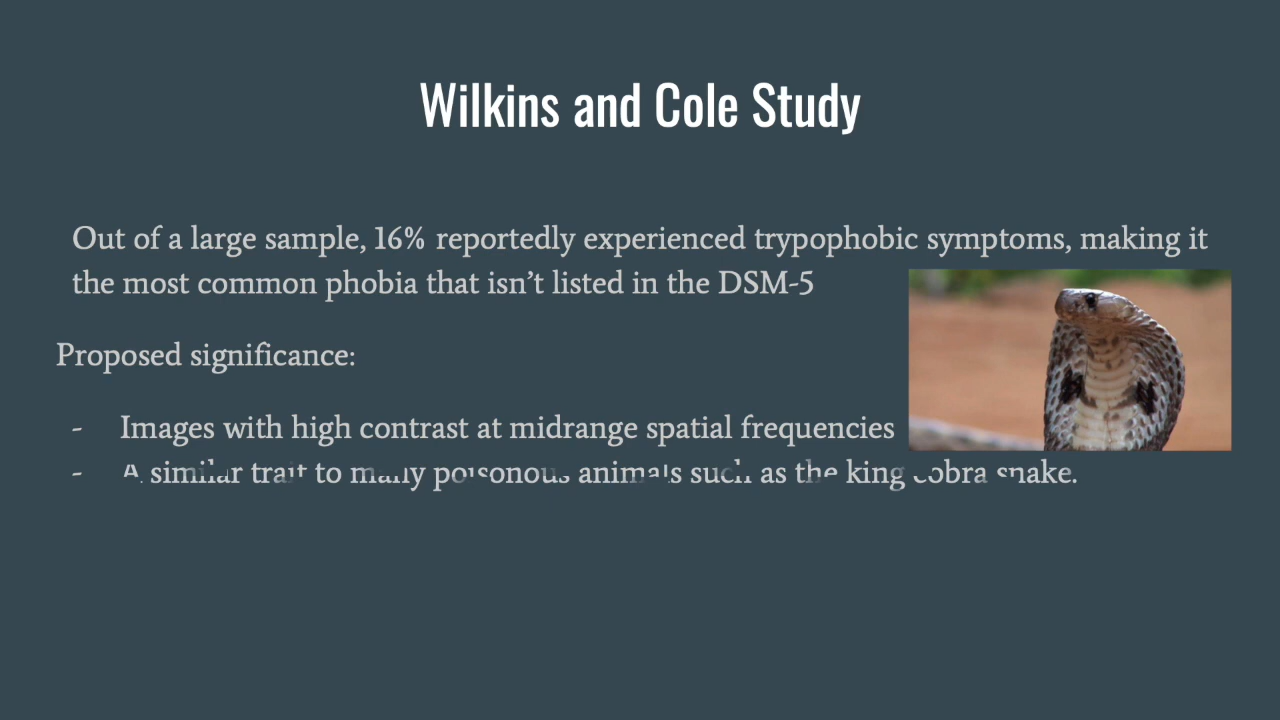 Wilkins and Cole Study
Out of a large sample, 16% reportedly experienced trypophobic symptoms, making it
the most common phobia that isn’t listed in the DSM-5
Proposed significance:
- Images with high contrast at midrange spatial frequencies
- A similar trait to many poisonous animals such as the king cobra snake.